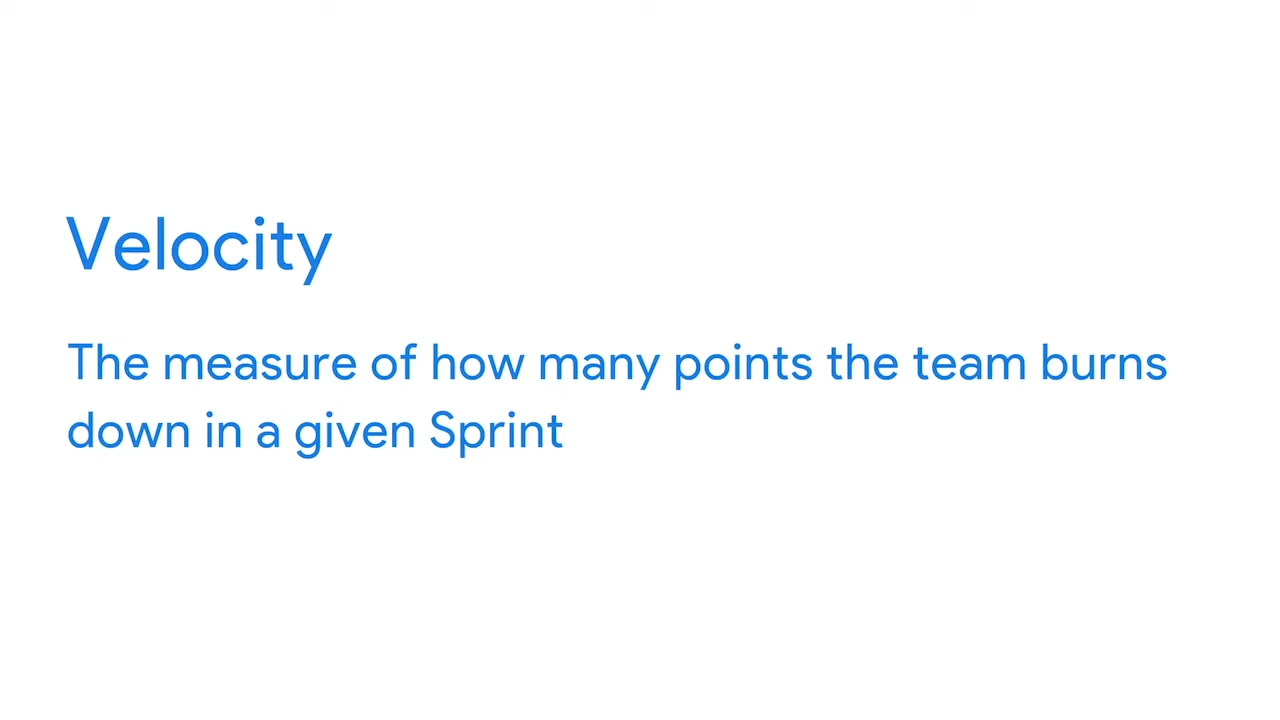 Velocity
The measure of how many points the team burns
down in a given Sprint